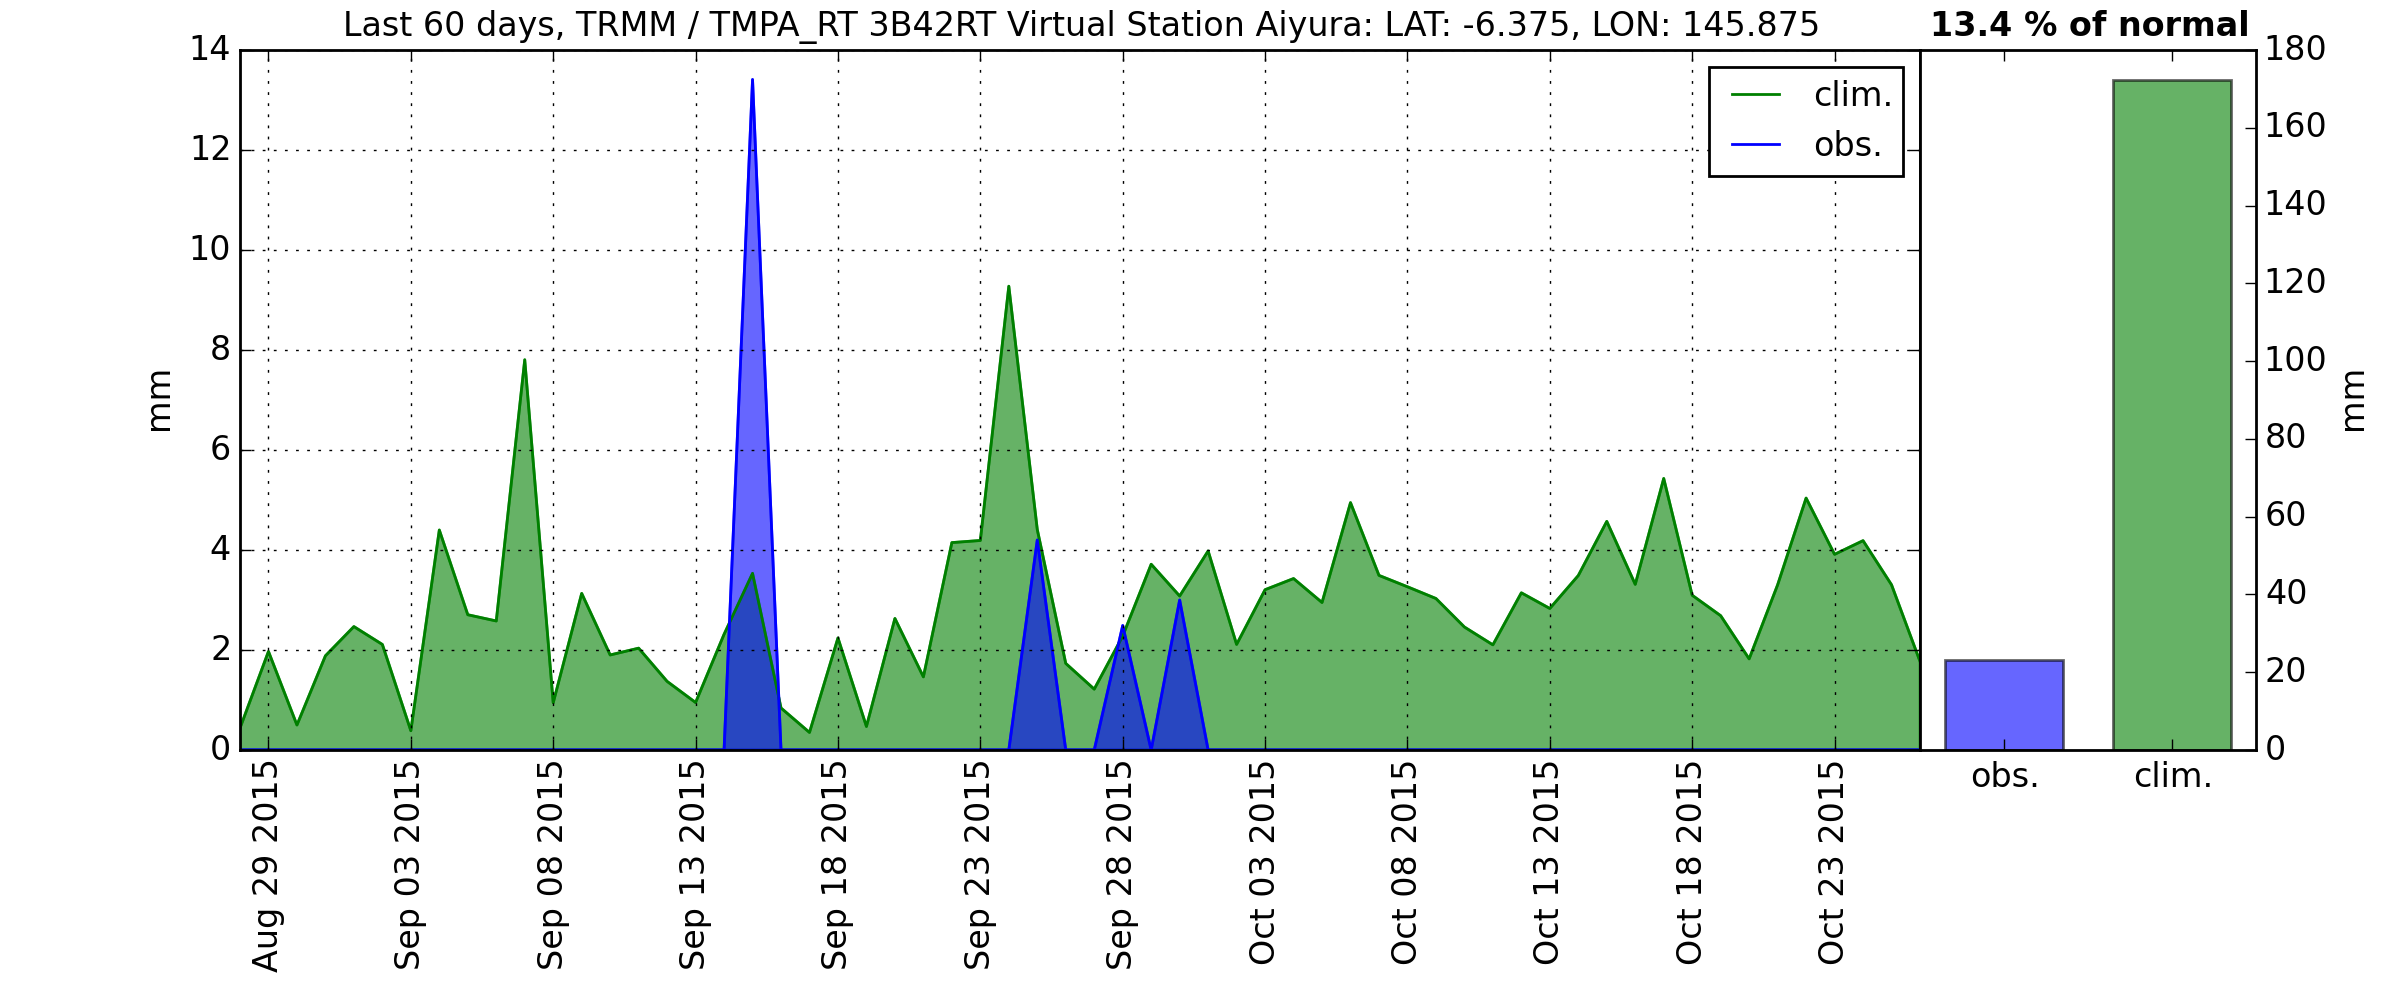 Last 60 days, TRMM / TMPA_RT 3B42RT Virtual Station Aiyura: LAT: -6.375, LON: 145.875
13.4 % of normal
14
12
10
8
6
4
2
0
mm
clim.
obs.
180
160
140
120
100
80
60
40
20
0
mm
Aug 29 2015
Sep 03 2015
Sep 08 2015
Sep 13 2015
Sep 18 2015
Sep 23 2015
Sep 28 2015
Oct 03 2015
Oct 08 2015
Oct 13 2015
Oct 18 2015
Oct 23 2015
obs.
clim.